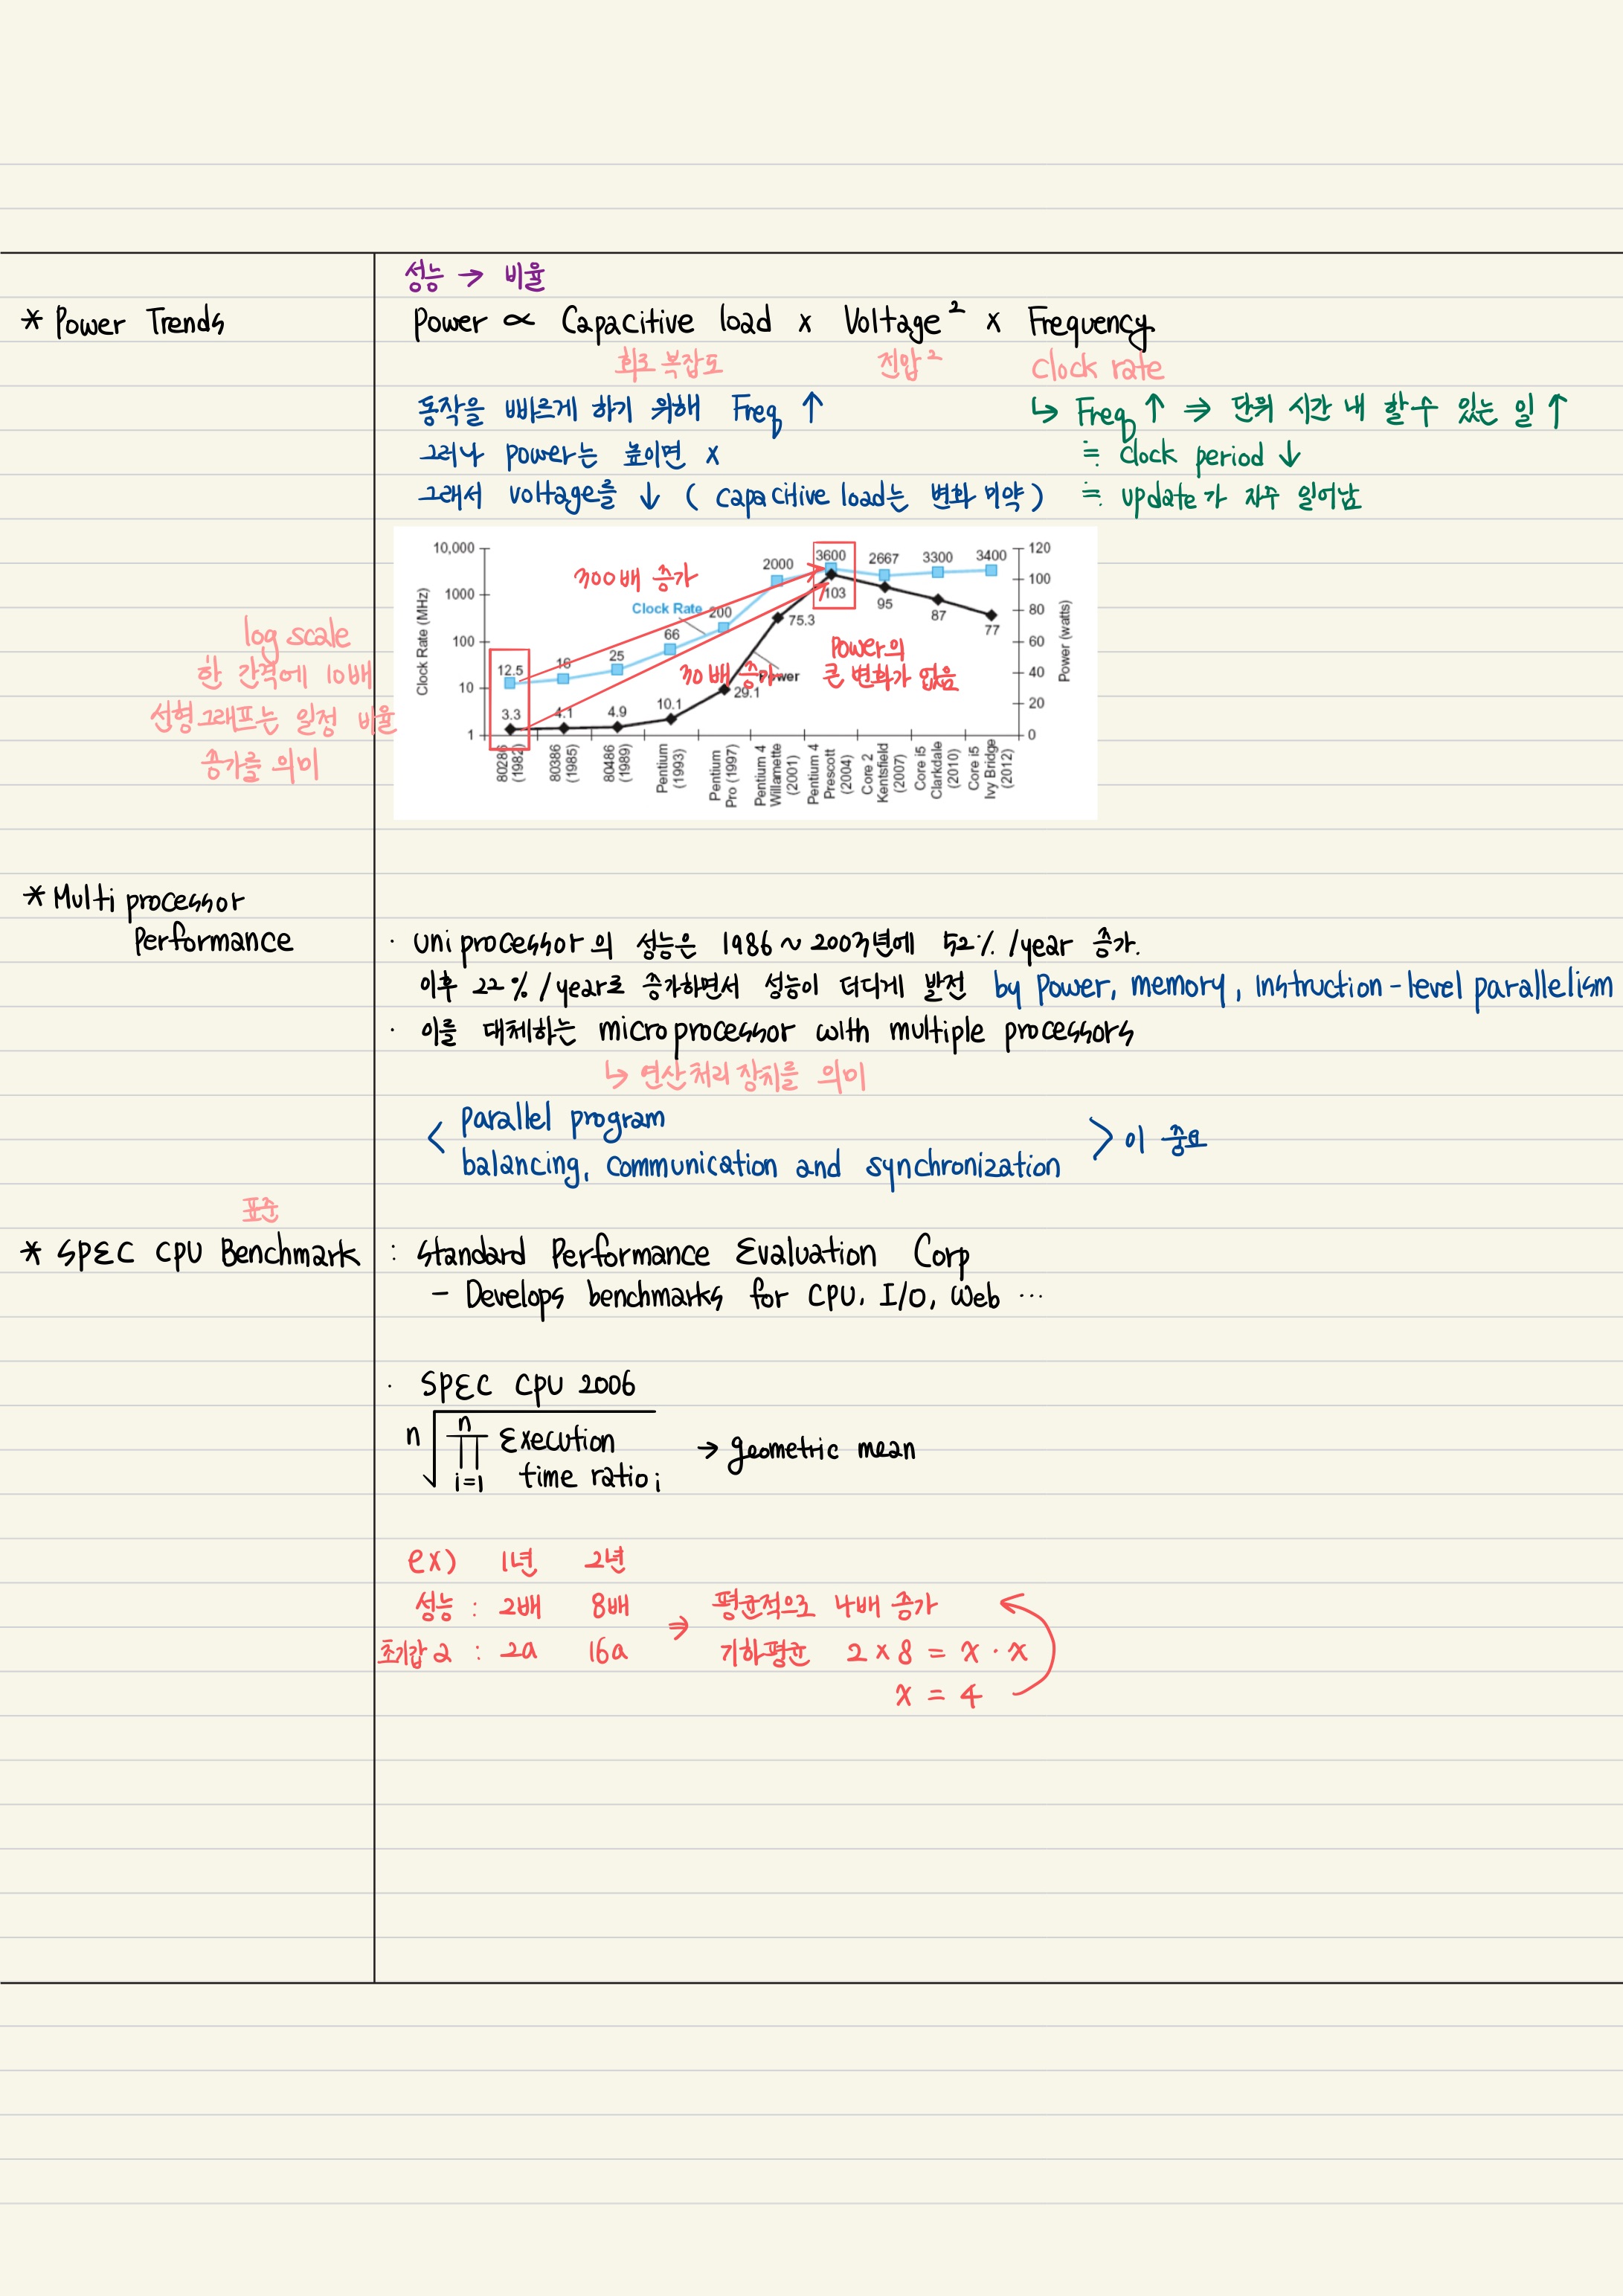 성능 → 비율
* Power Trends
Power ∝ Capacitive load x Voltage² x Frequency
회로 복잡도 전압² Clock rate
동작을 빠르게 하기 위해 Freq ↑
그러나 power는 높이면 x
그래서 voltage를 ↓ ( capacitive load는 변화 미약 )
↳ Freq ↑ ⇒ 단위 시간 내 할 수 있는 일 ↑
≒ clock period ↓
≒ update가 자주 일어남
log scale
한 간격에 10배
선형그래프는 일정 비율
증가를 의미
Clock Rate (MHz)
10,000
1000
100
10
1
12.5 16 25 66 200 2000 3600 2667 3300 3400
Clock Rate
300배 증가
30배 증가
Power
Power의
큰 변화가 없음
3.3 4.1 4.9 10.1 29.1 75.3 103 95 87 77
120
100
80
60
40
20
0
Power (watts)
80286 (1982)
80386 (1985)
80486 (1989)
Pentium (1993)
Pentium Pro (1997)
Pentium 4 Willamette (2001)
Pentium 4 Prescott (2004)
Core 2 Kentsfield (2007)
Core i5 Clarkdale (2010)
Core i5 Ivy Bridge (2012)
* Multi processor
Performance
· uni processor의 성능은 1986 ~ 2003년에 52% /year 증가.
이후 22% /year로 증가하면서 성능이 더디게 발전 by Power, memory, Instruction-level parallelism
· 이를 대체하는 microprocessor with multiple processors
↳ 연산처리 장치를 의미
< parallel program
balancing, communication and synchronization > 이 중요
표준
* SPEC CPU Benchmark : Standard Performance Evaluation Corp
- Develops benchmarks for CPU, I/O, Web ...
· SPEC CPU 2006
n√ n ∏ i=1 Execution time ratio i → geometric mean
ex) 1년 2년
성능 : 2배 8배 ⇒ 평균적으로 4배 증가
초기값 a : 2a 16a 기하평균 2 x 8 = x · x
x = 4